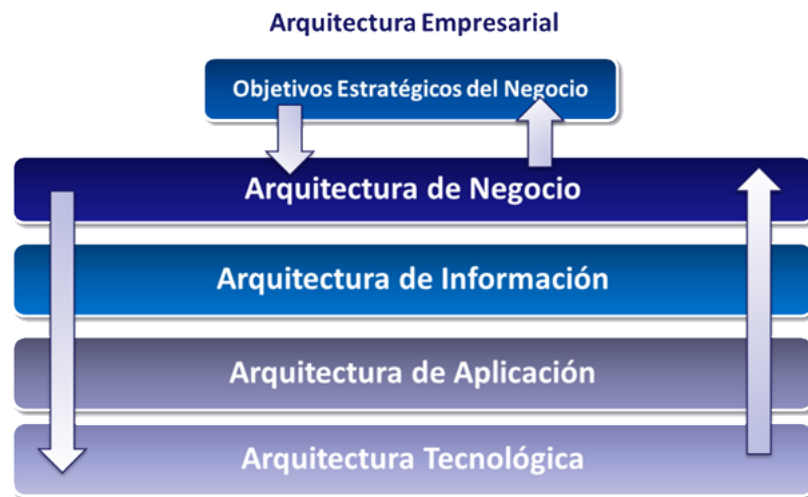 Arquitectura Empresarial
Objetivos Estratégicos del Negocio
Arquitectura de Negocio
Arquitectura de Información
Arquitectura de Aplicación
Arquitectura Tecnológica